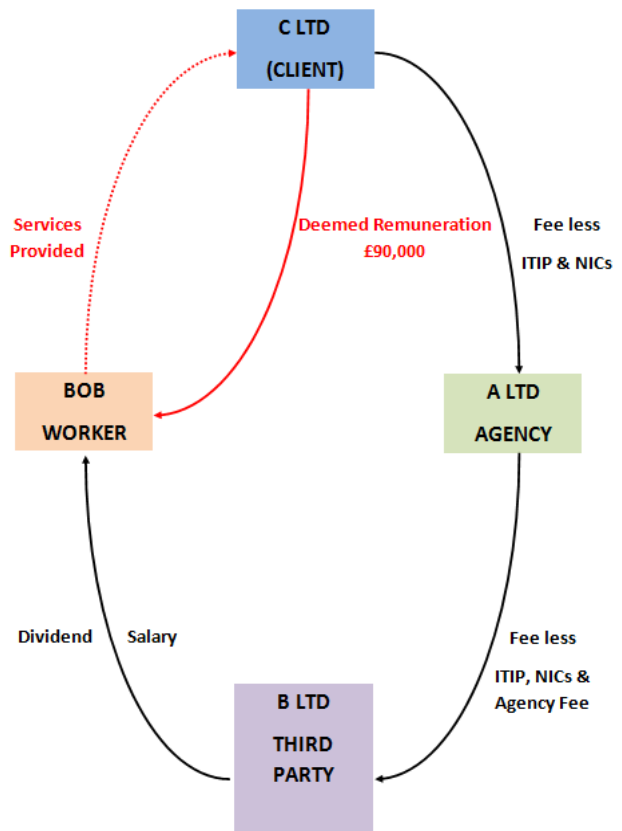 C LTD
(CLIENT)
Services
Provided
Deemed Remuneration
£90,000
Fee less
ITIP & NICs
BOB
WORKER
A LTD
AGENCY
Dividend
Salary
Fee less
ITIP, NICs &
Agency Fee
B LTD
THIRD
PARTY